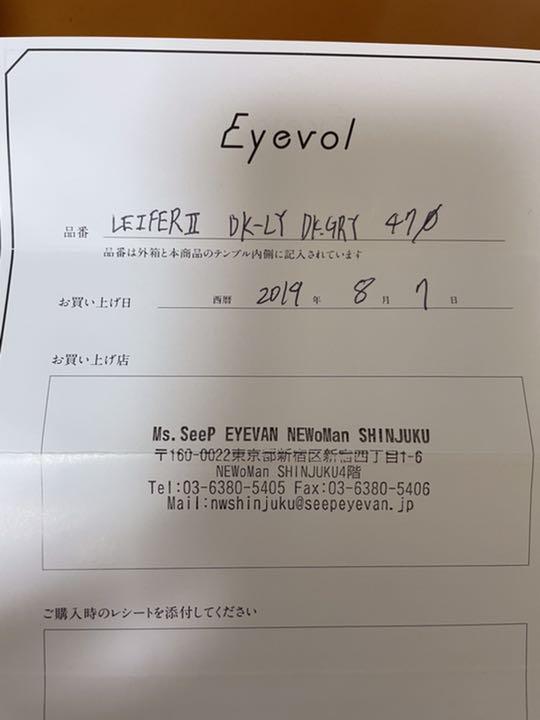 Eyevol
品番 LEIFER II DK-LY DK.GRY 47□
品番は外箱と本商品のテンプル内側に記入されています
お買い上げ日 西暦 2019 年 8 月 7 日
お買い上げ店
Ms.SeeP EYEVAN NEWoMan SHINJUKU
〒160-0022東京都新宿区新宿四丁目1-6
NEWoMan SHINJUKU4階
Tel:03-6380-5405 Fax:03-6380-5406
Mail:nwshinjuku@seepeyevan.jp
ご購入時のレシートを添付してください